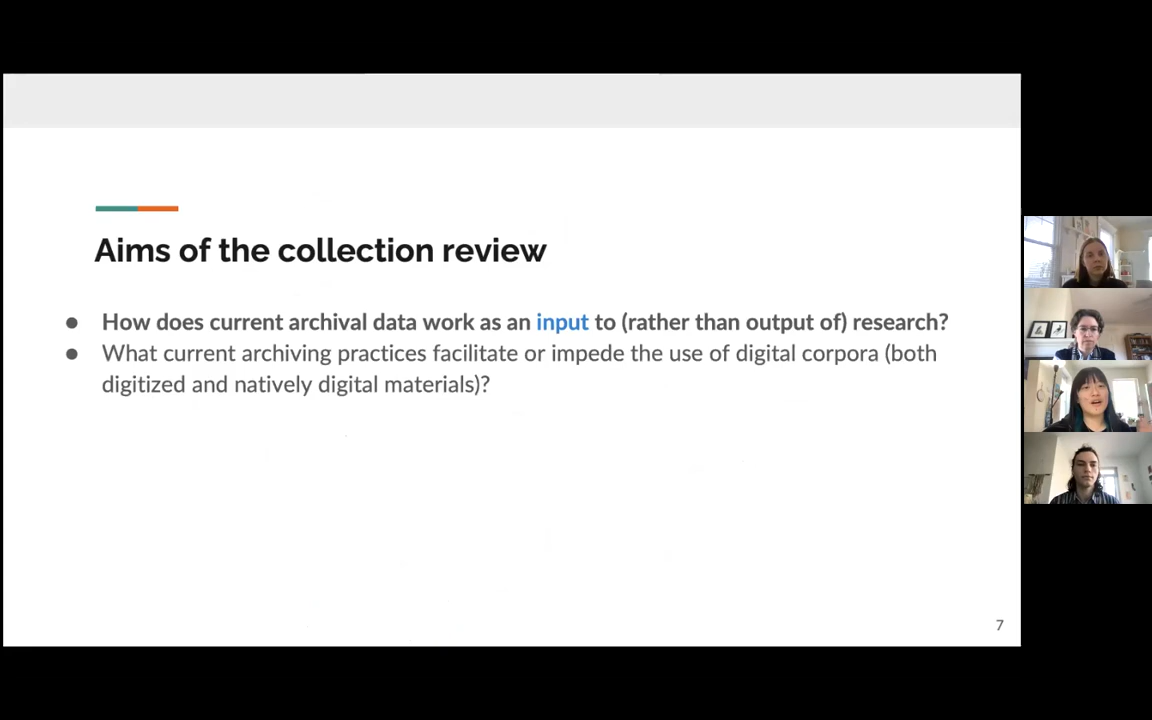 Aims of the collection review
● How does current archival data work as an input to (rather than output of) research?
● What current archiving practices facilitate or impede the use of digital corpora (both
digitized and natively digital materials)?
7